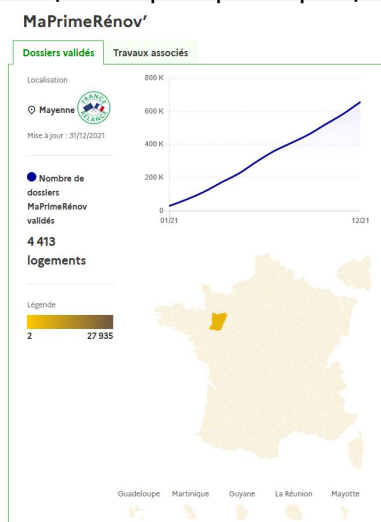 MaPrimeRénov'
Dossiers validés
Travaux associés
Localisation
Mayenne
FRANCE
RELANCE
Mise à jour : 31/12/2021
Nombre de
dossiers
MaPrimeRénov
validés
4 413
logements
Légende
2
27 935
800 K
600 K
400 K
200 K
0
01/21
12/21
Guadeloupe
Martinique
Guyane
La Réunion
Mayotte